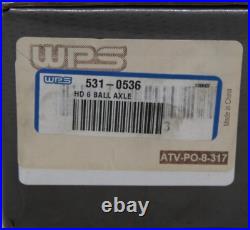 WPS
531-0536
HD 6 BALL AXLE
WPS
Made in China
ATV-PO-8-317